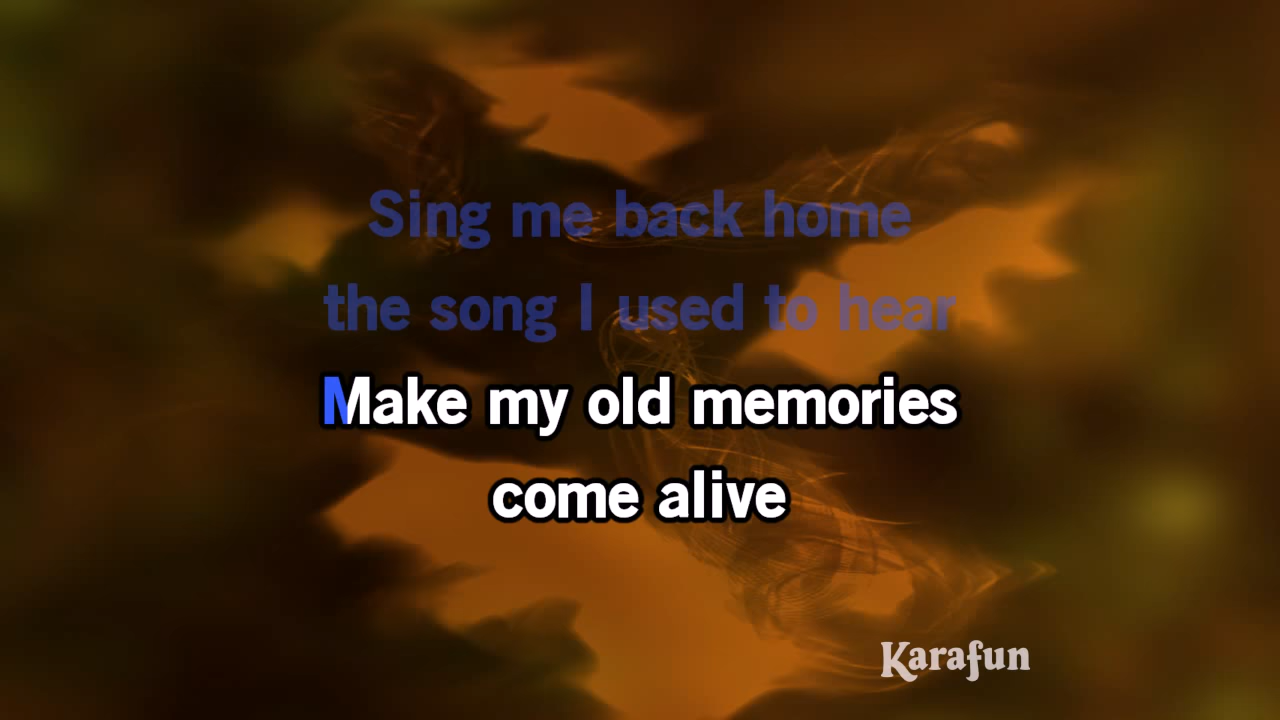 Sing me back home
the song I used to hear
Make my old memories
come alive
Karafun